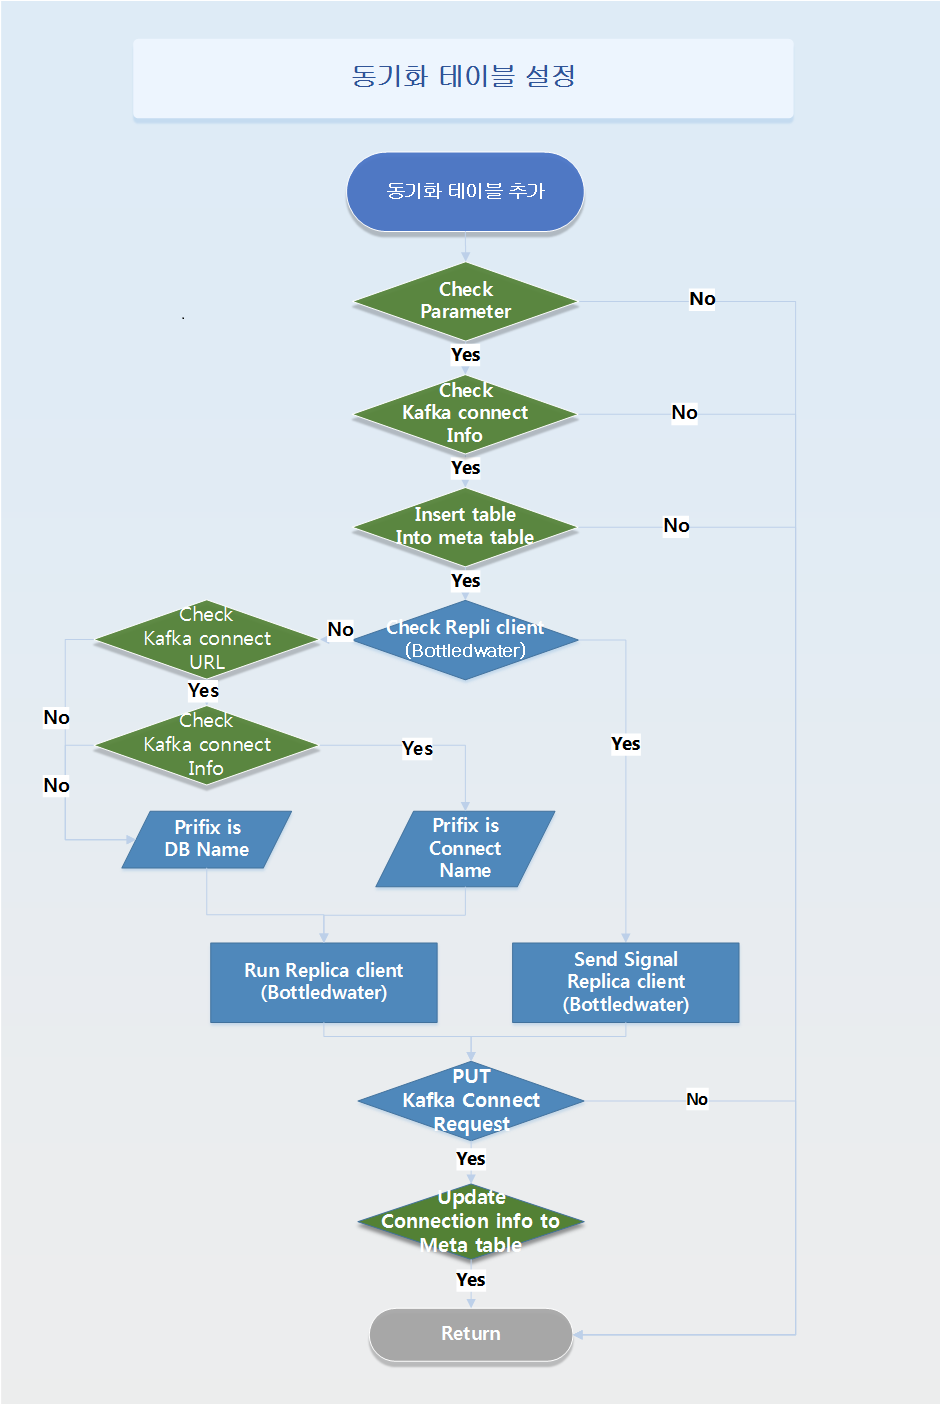 동기화 테이블 설정
동기화 테이블 추가
Check
Parameter
No
Yes
Check
Kafka connect
Info
No
Yes
Insert table
Into meta table
No
Yes
Check Repli client
(Bottledwater)
No
Check
Kafka connect
URL
Yes
No
Check
Kafka connect
Info
Yes
Yes
No
Prifix is
DB Name
Prifix is
Connect
Name
Run Replica client
(Bottledwater)
Send Signal
Replica client
(Bottledwater)
PUT
Kafka Connect
Request
No
Yes
Update
Connection info to
Meta table
Yes
Return